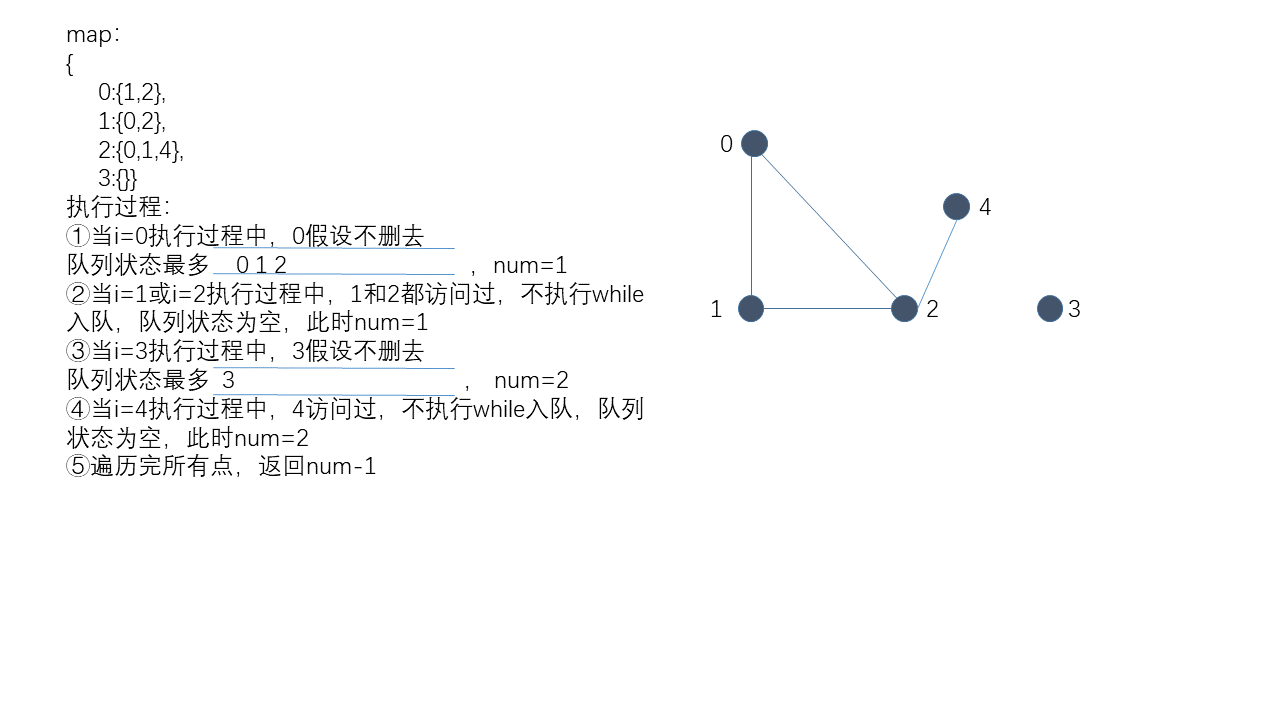 map：
{
0:{1,2},
1:{0,2},
2:{0,1,4},
3:{}}
执行过程：
①当i=0执行过程中，0假设不删去
队列状态最多 0 1 2 ，num=1
②当i=1或i=2执行过程中，1和2都访问过，不执行while
入队，队列状态为空，此时num=1
③当i=3执行过程中，3假设不删去
队列状态最多 3 ， num=2
④当i=4执行过程中，4访问过，不执行while入队，队列
状态为空，此时num=2
⑤遍历完所有点，返回num-1
0
4
1
2
3